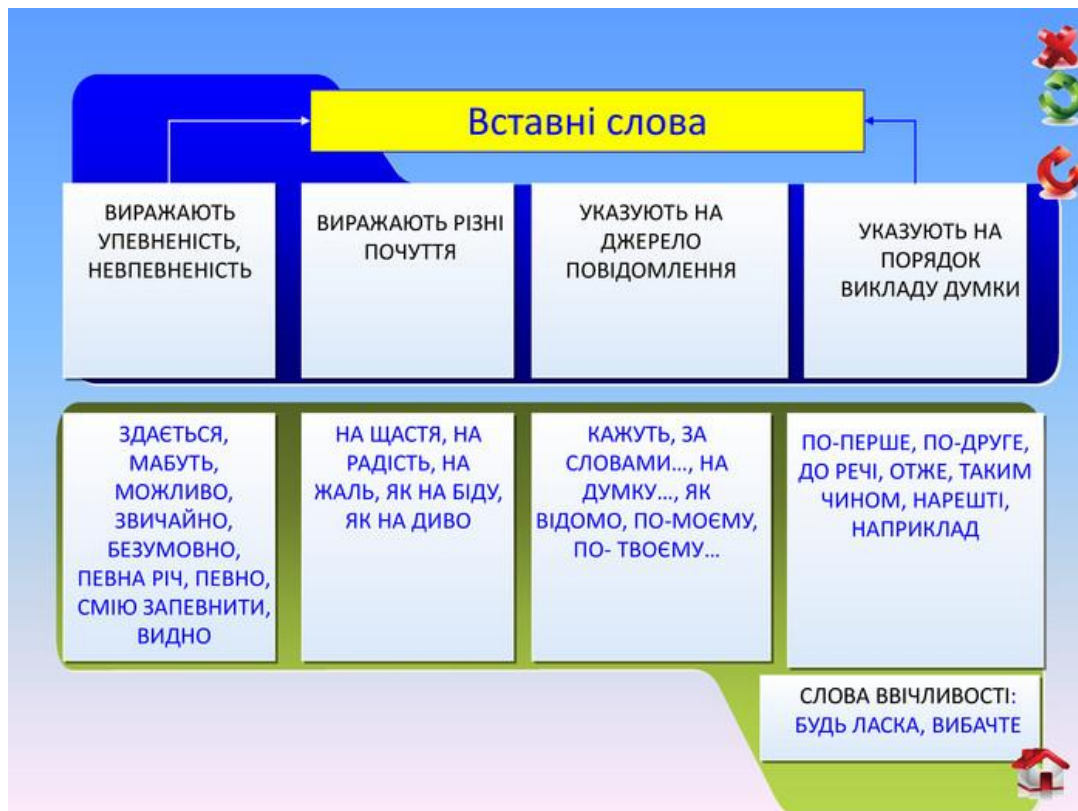 Вставні слова
ВИРАЖАЮТЬ
УПЕВНЕНІСТЬ,
НЕВПЕВНЕНІСТЬ
ВИРАЖАЮТЬ РІЗНІ
ПОЧУТТЯ
УКАЗУЮТЬ НА
ДЖЕРЕЛО
ПОВІДОМЛЕННЯ
УКАЗУЮТЬ НА
ПОРЯДОК
ВИКЛАДУ ДУМКИ
ЗДАЄТЬСЯ,
МАБУТЬ,
МОЖЛИВО,
ЗВИЧАЙНО,
БЕЗУМОВНО,
ПЕВНА РІЧ, ПЕВНО,
СМІЮ ЗАПЕВНИТИ,
ВИДНО
НА ЩАСТЯ, НА
РАДІСТЬ, НА
ЖАЛЬ, ЯК НА БІДУ,
ЯК НА ДИВО
КАЖУТЬ, ЗА
СЛОВАМИ…, НА
ДУМКУ…, ЯК
ВІДОМО, ПО-МОЄМУ,
ПО- ТВОЄМУ…
ПО-ПЕРШЕ, ПО-ДРУГЕ,
ДО РЕЧІ, ОТЖЕ, ТАКИМ
ЧИНОМ, НАРЕШТІ,
НАПРИКЛАД
СЛОВА ВВІЧЛИВОСТІ:
БУДЬ ЛАСКА, ВИБАЧТЕ